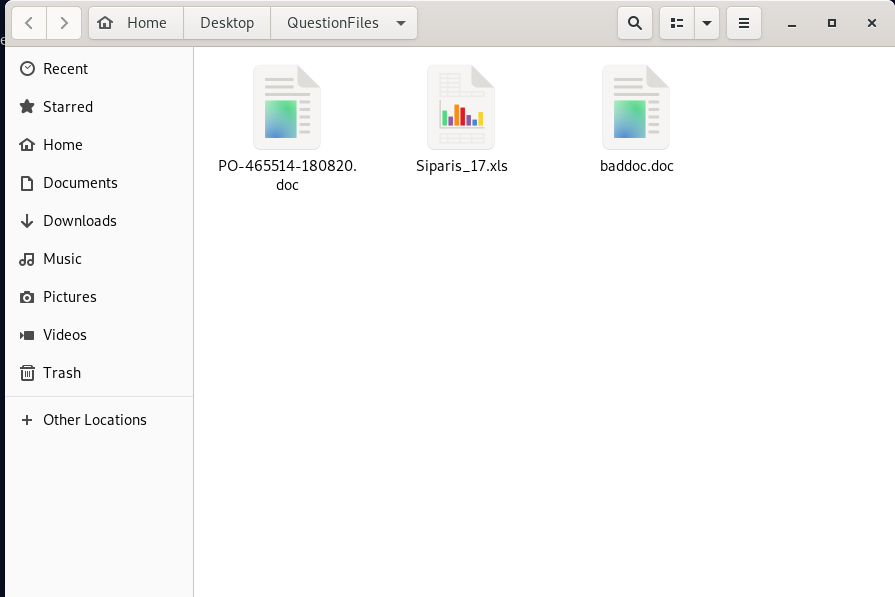 Home
Desktop
QuestionFiles
Recent
Starred
Home
Documents
Downloads
Music
Pictures
Videos
Trash
Other Locations
PO-465514-180820.
doc
Siparis_17.xls
baddoc.doc